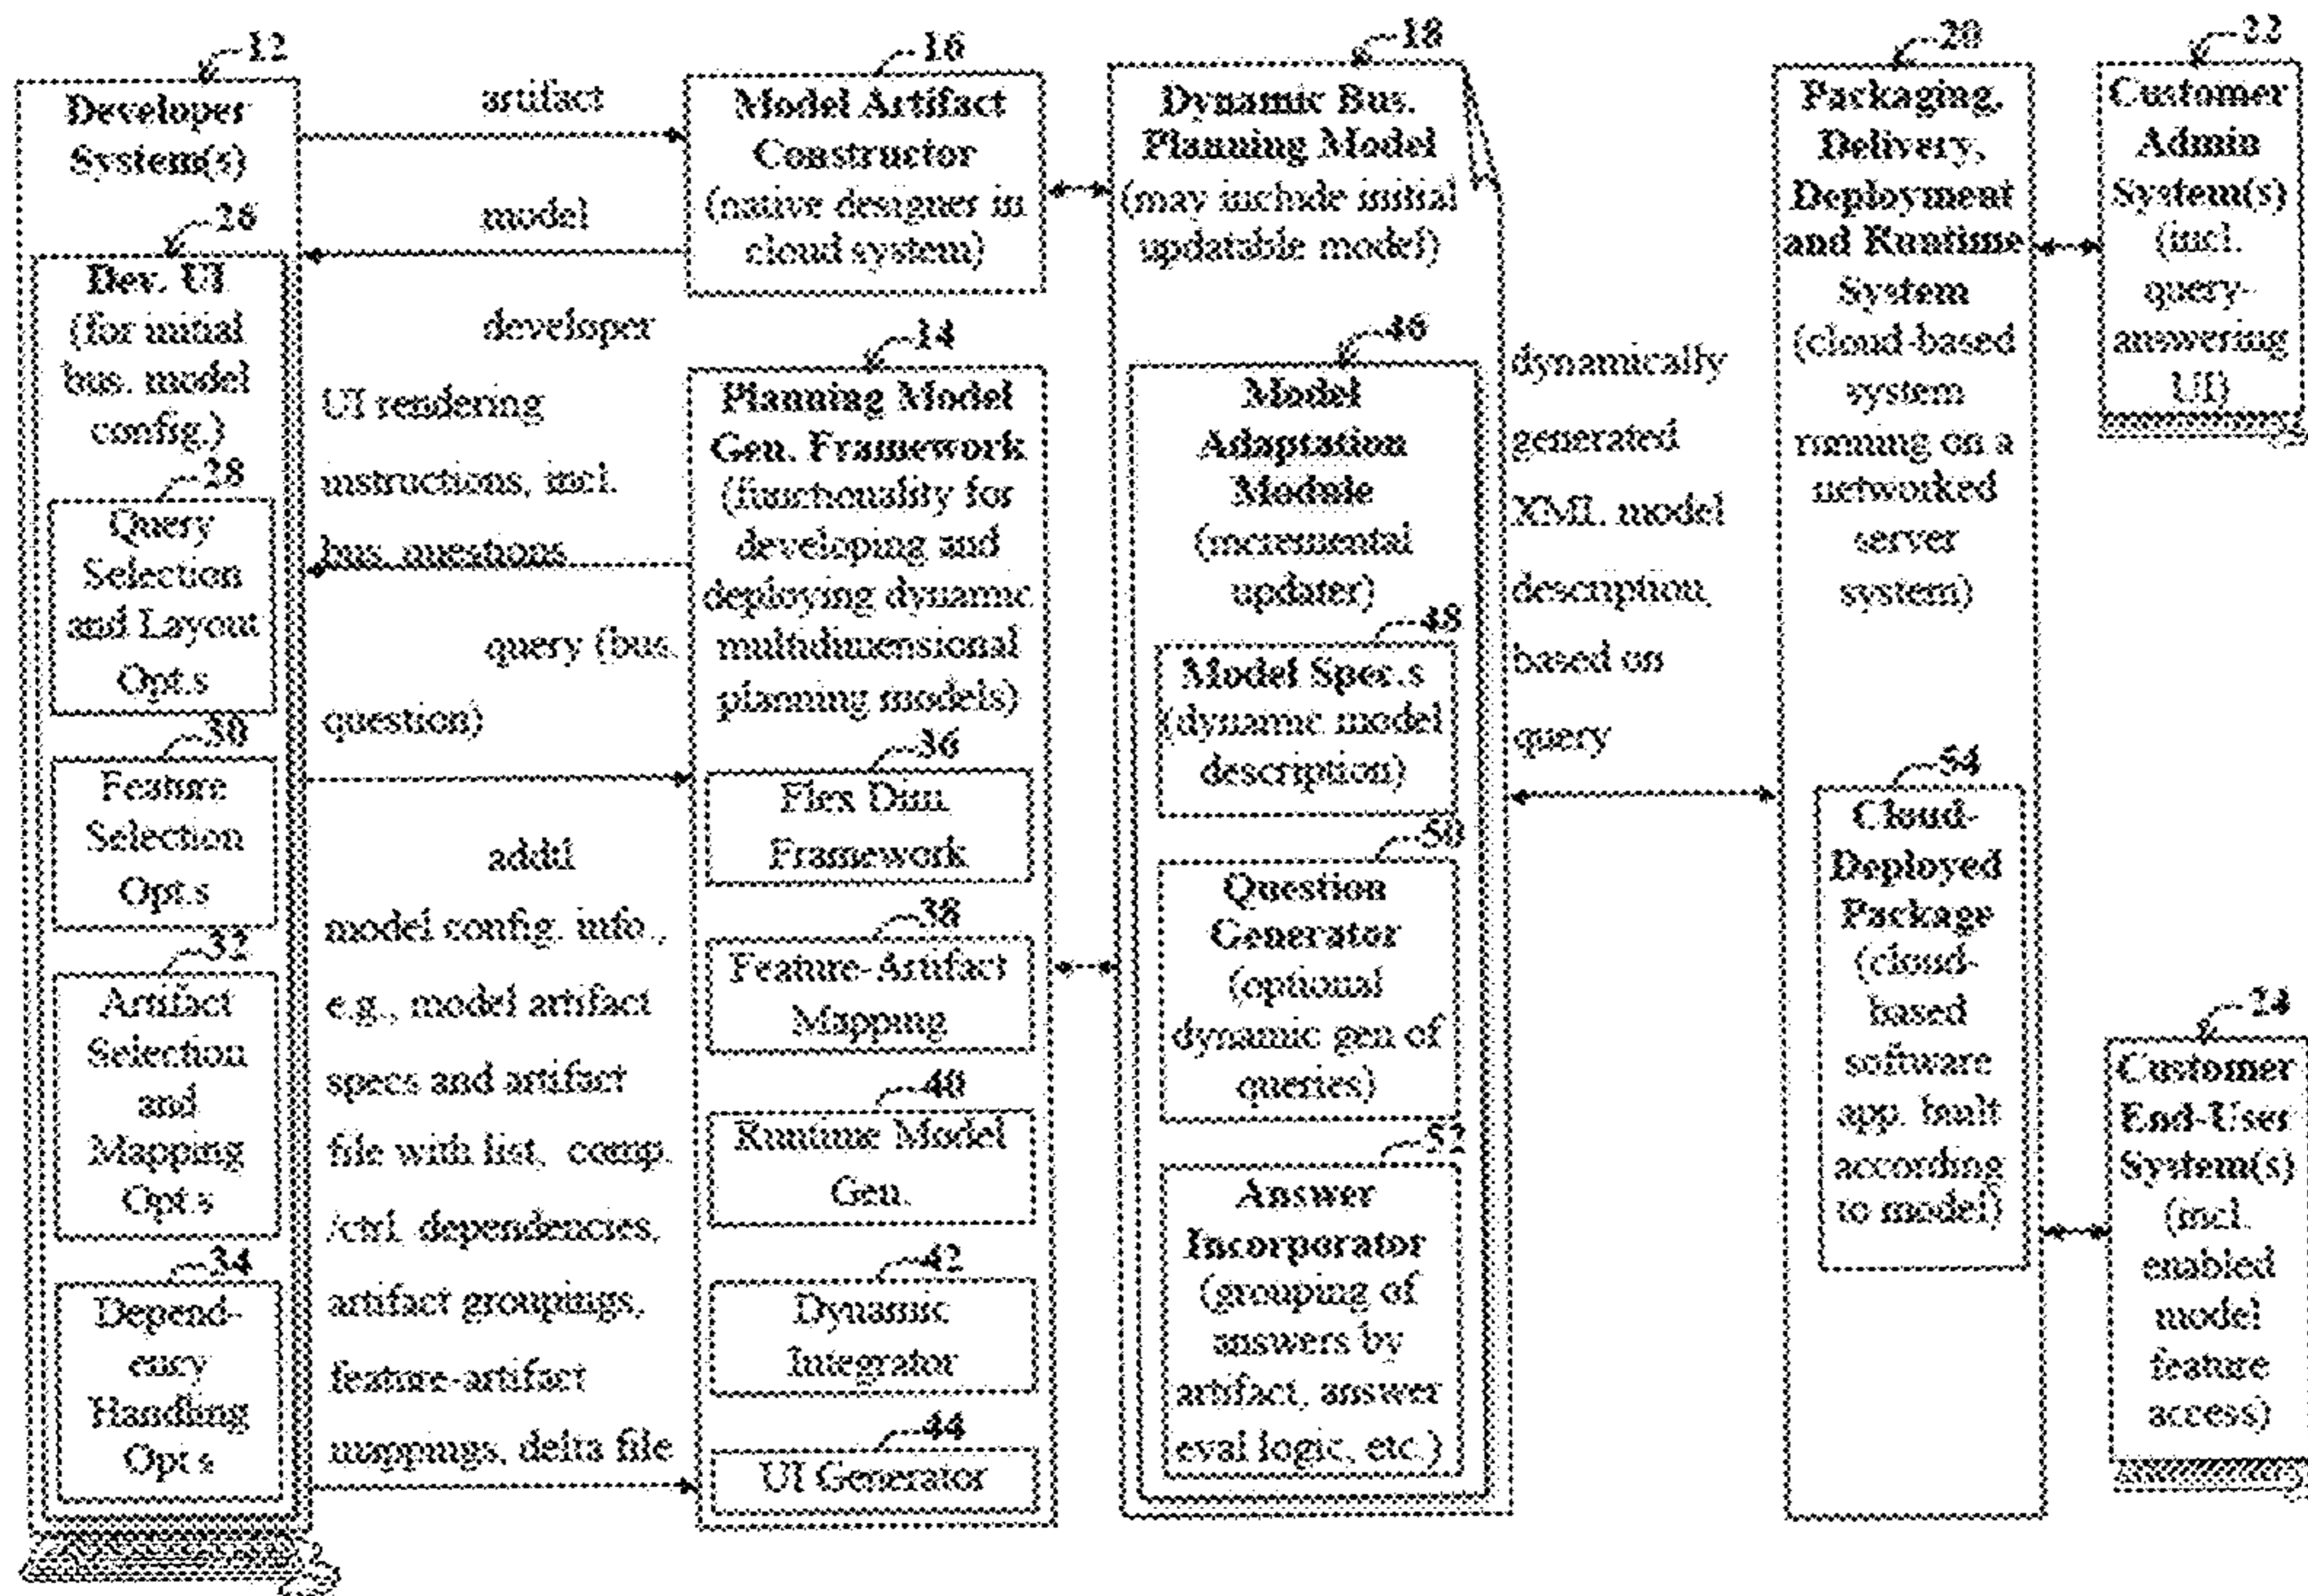 12
Developer
System(s)
26
Dev. UI
(for initial
bus. model
config.)
28
Query
Selection
and Layout
Opt.s
30
Feature
Selection
Opt.s
32
Artifact
Selection
and
Mapping
Opt.s
34
Depend-
ency
Handling
Opt.s
artifact
model
developer
UI rendering
instructions, incl.
bus. questions
query (bus.
question)
addtl
model config. info.,
e.g., model artifact
specs and artifact
file with list, comp.
/ctrl. dependencies,
artifact groupings,
feature-artifact
mappings, delta file
16
Model Artifact
Constructor
(native designer in
cloud system)
14
Planning Model
Gen. Framework
(functionality for
developing and
deploying dynamic
multidimensional
planning models)
36
Flex Dim.
Framework
38
Feature-Artifact
Mapping
40
Runtime Model
Gen.
42
Dynamic
Integrator
44
UI Generator
18
Dynamic Bus.
Planning Model
(may include initial
updatable model)
46
Model
Adaptation
Module
(incremental
updater)
48
Model Spec.s
(dynamic model
description)
50
Question
Generator
(optional
dynamic gen of
queries)
52
Answer
Incorporator
(grouping of
answers by
artifact, answer
eval logic, etc.)
dynamically
generated
XML model
description,
based on
query
20
Packaging,
Delivery,
Deployment
and Runtime
System
(cloud-based
system
running on a
networked
server
system)
54
Cloud-
Deployed
Package
(cloud-
based
software
app. built
according
to model)
22
Customer
Admin
System(s)
(incl.
query-
answering
UI)
24
Customer
End-User
System(s)
(incl.
enabled
model
feature
access)